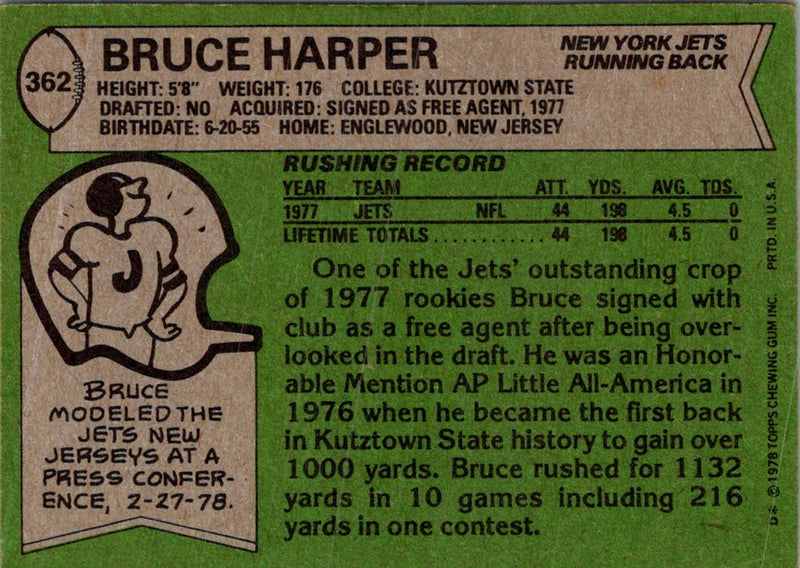 362
BRUCE HARPER
NEW YORK JETS
RUNNING BACK
HEIGHT: 5'8" WEIGHT: 176 COLLEGE: KUTZTOWN STATE
DRAFTED: NO ACQUIRED: SIGNED AS FREE AGENT, 1977
BIRTHDATE: 6-20-55 HOME: ENGLEWOOD, NEW JERSEY
RUSHING RECORD
YEAR TEAM ATT. YDS. AVG. TDS.
1977 JETS NFL 44 198 4.5 0
LIFETIME TOTALS............ 44 198 4.5 0
One of the Jets' outstanding crop
of 1977 rookies Bruce signed with
club as a free agent after being over-
looked in the draft. He was an Honor-
able Mention AP Little All-America in
1976 when he became the first back
in Kutztown State history to gain over
1000 yards. Bruce rushed for 1132
yards in 10 games including 216
yards in one contest.
J
BRUCE
MODELED THE
JETS NEW
JERSEYS AT A
PRESS CONFER-
ENCE, 2-27-78.
D* © 1978 TOPPS CHEWING GUM INC. PRTD. IN U.S.A.